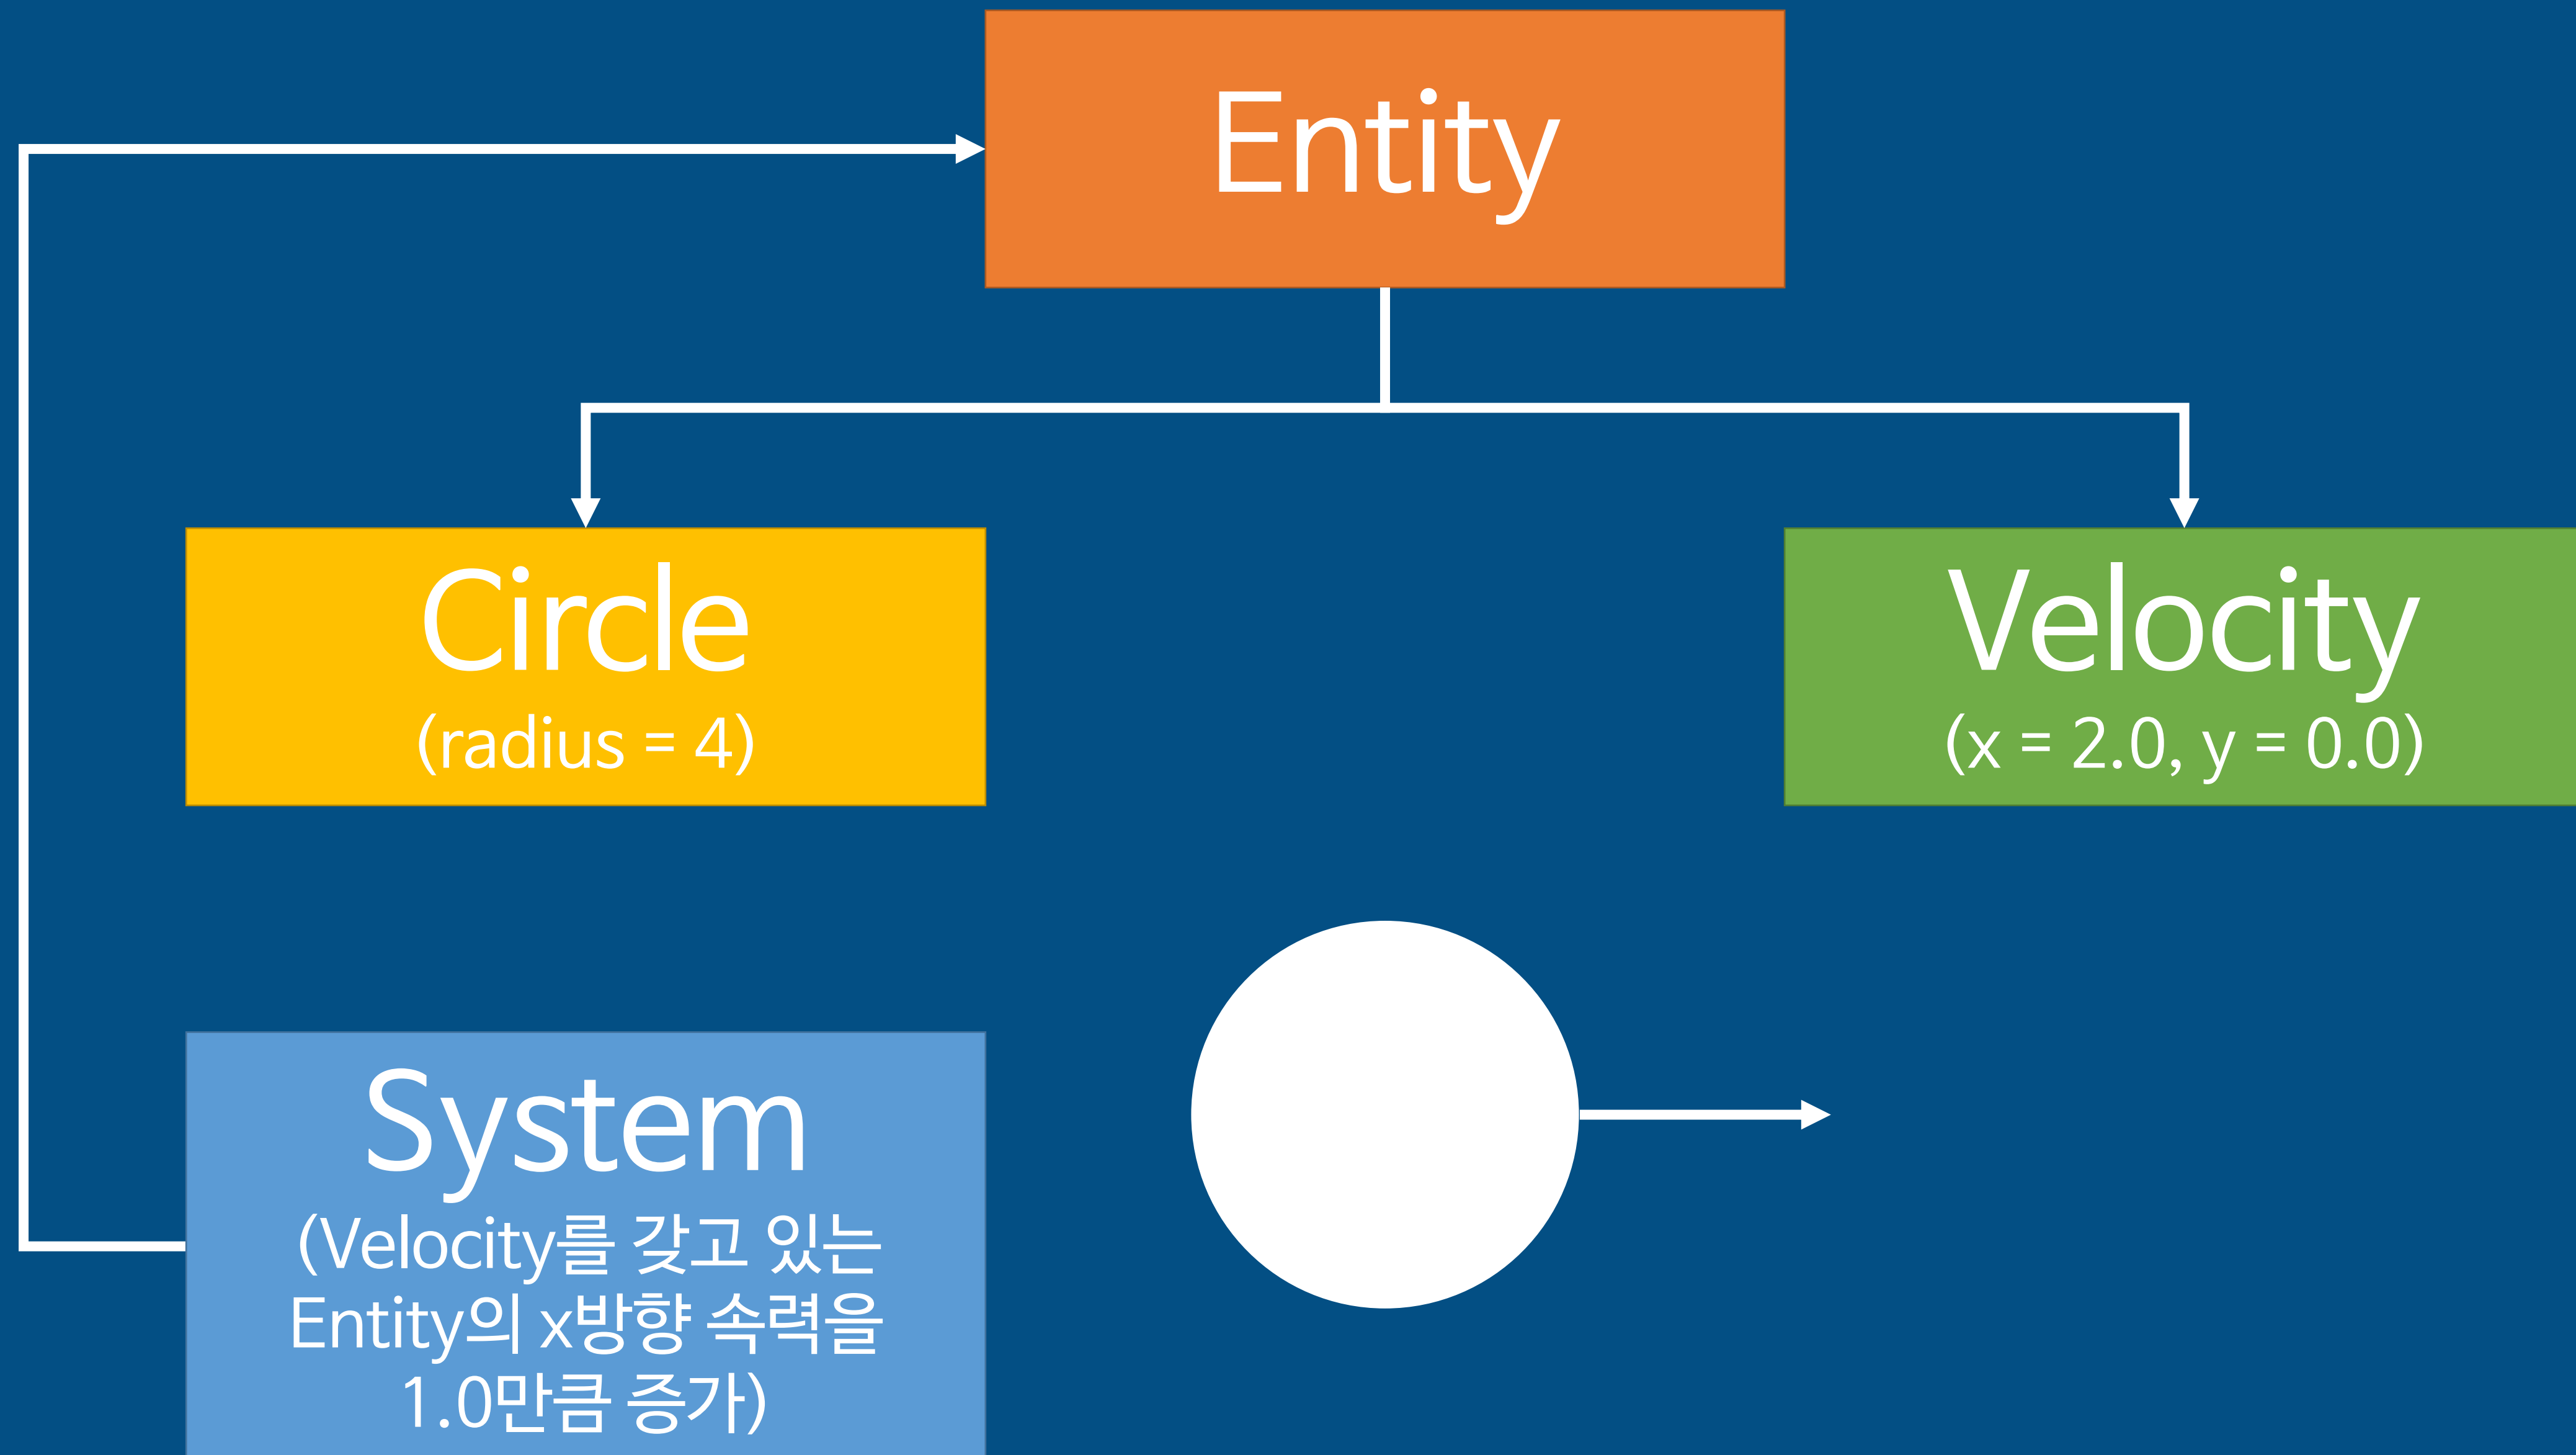 Entity
Circle
(radius = 4)
Velocity
(x = 2.0, y = 0.0)
System
(Velocity를 갖고 있는
Entity의 x방향 속력을
1.0만큼 증가)